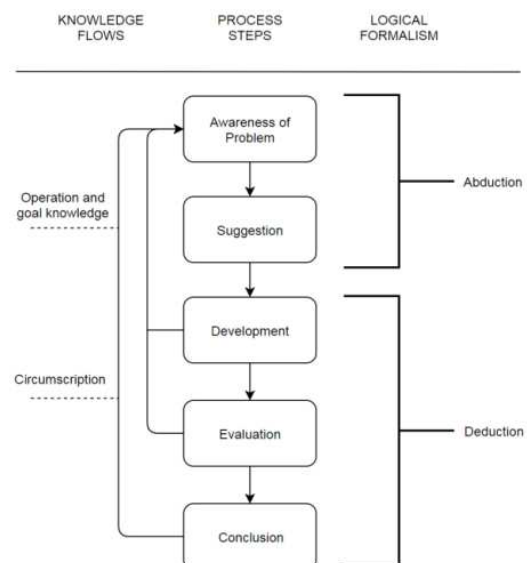 KNOWLEDGE
FLOWS
PROCESS
STEPS
LOGICAL
FORMALISM
Awareness of
Problem
Abduction
Operation and
goal knowledge
Suggestion
Development
Circumscription
Evaluation
Deduction
Conclusion